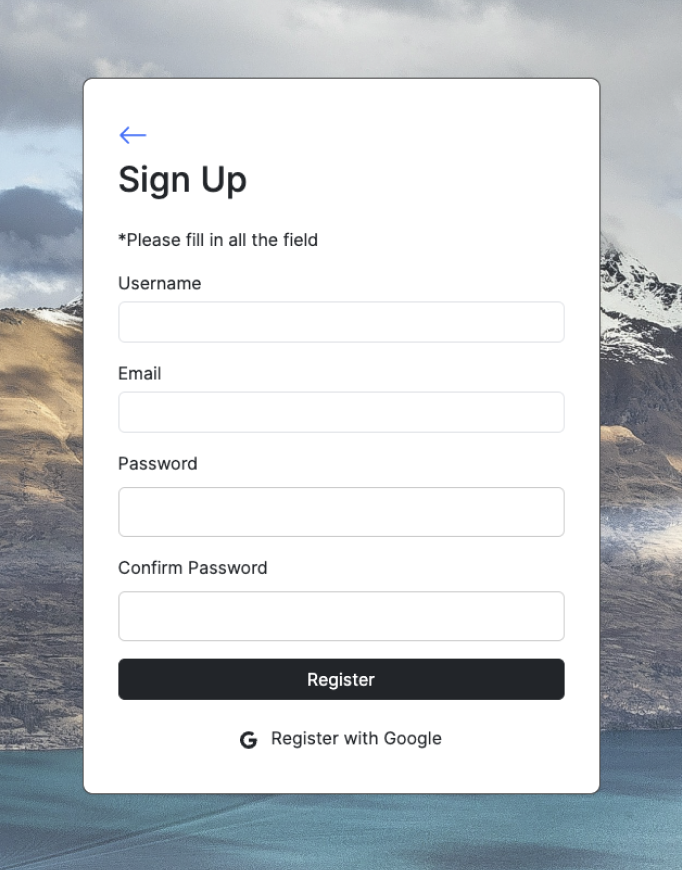 Sign Up
*Please fill in all the field
Username
Email
Password
Confirm Password
Register
Register with Google